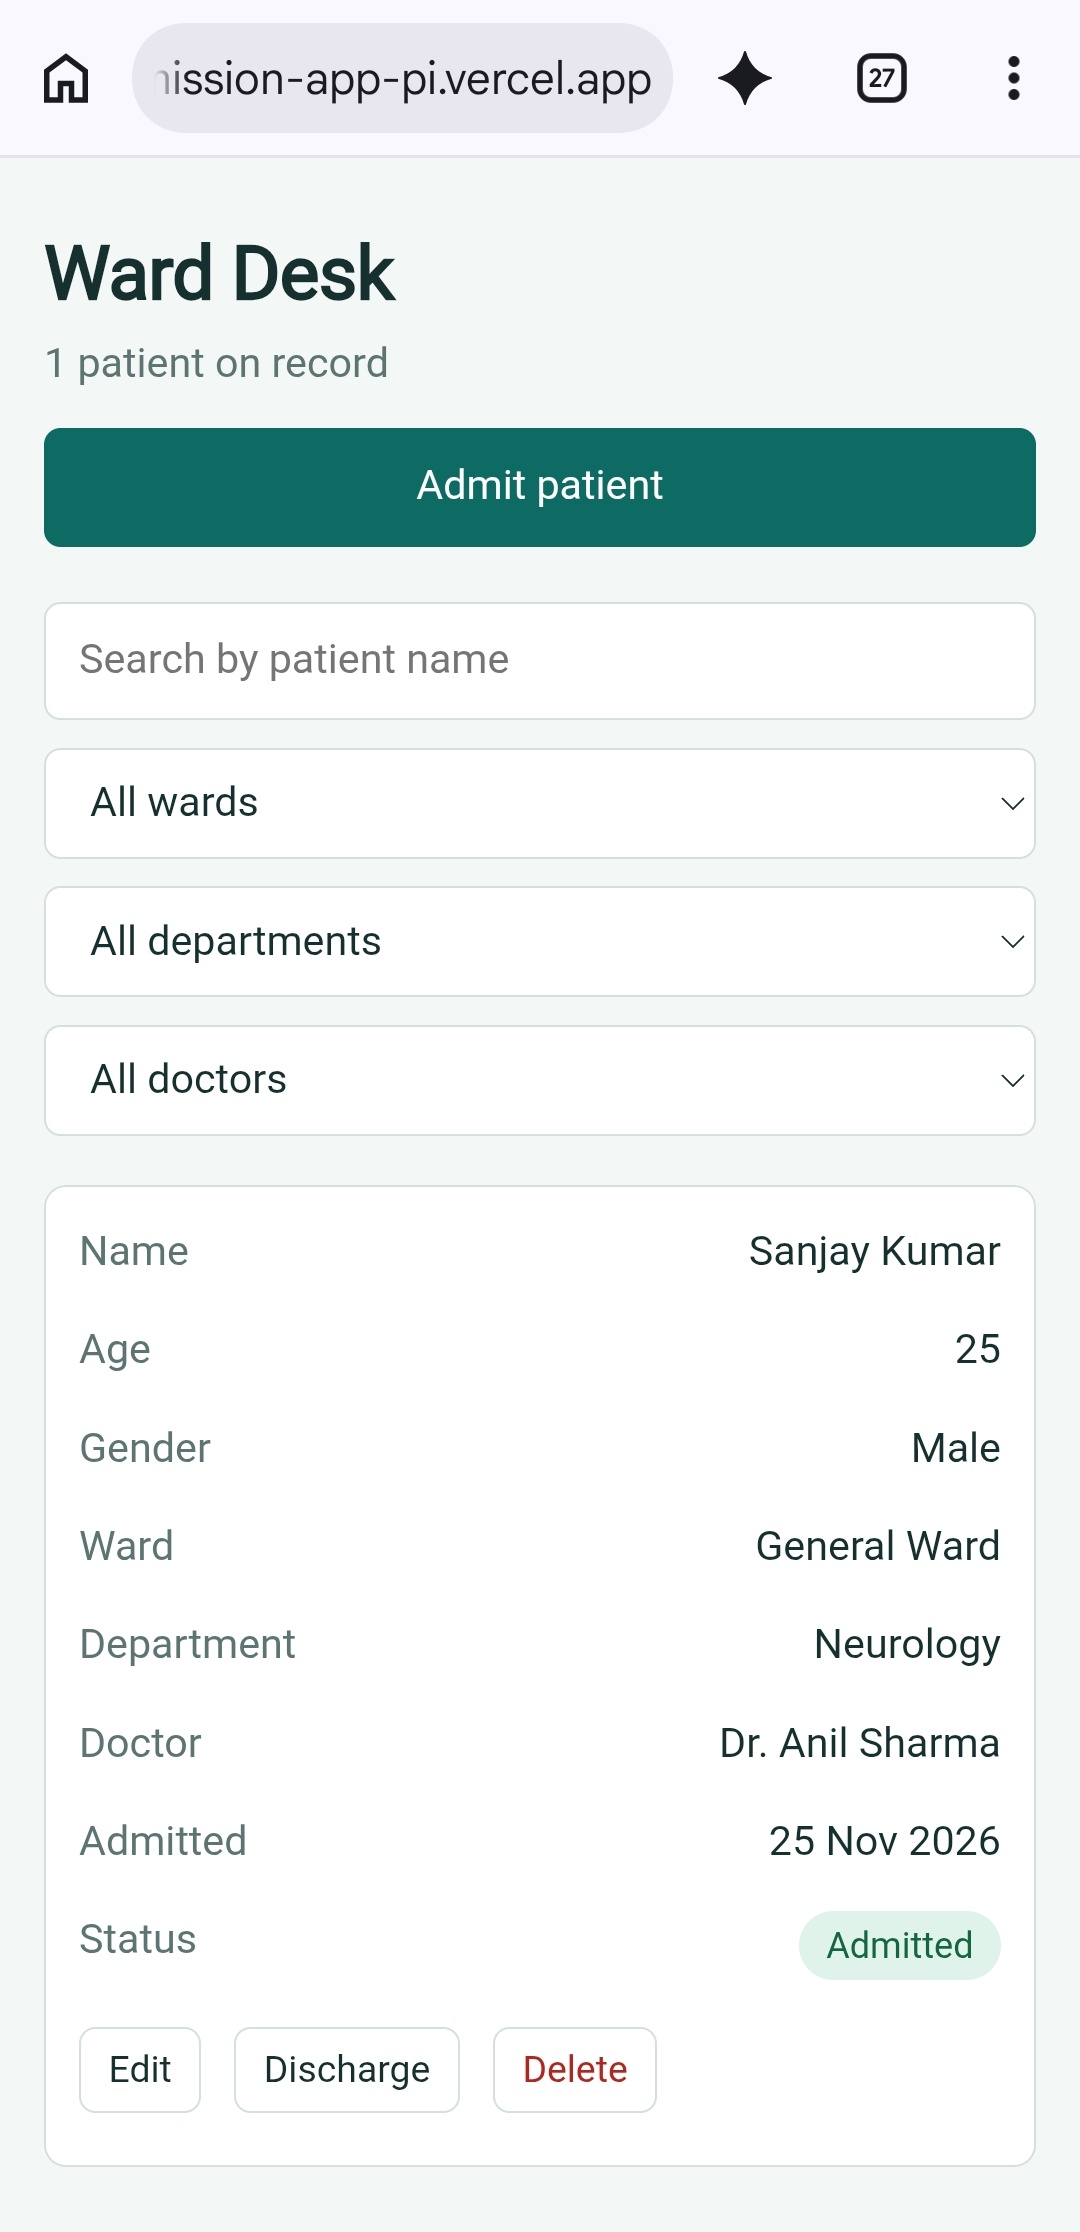 ission-app-pi.vercel.app
27
Ward Desk
1 patient on record
Admit patient
Search by patient name
All wards
All departments
All doctors
Name Sanjay Kumar
Age 25
Gender Male
Ward General Ward
Department Neurology
Doctor Dr. Anil Sharma
Admitted 25 Nov 2026
Status Admitted
Edit Discharge Delete